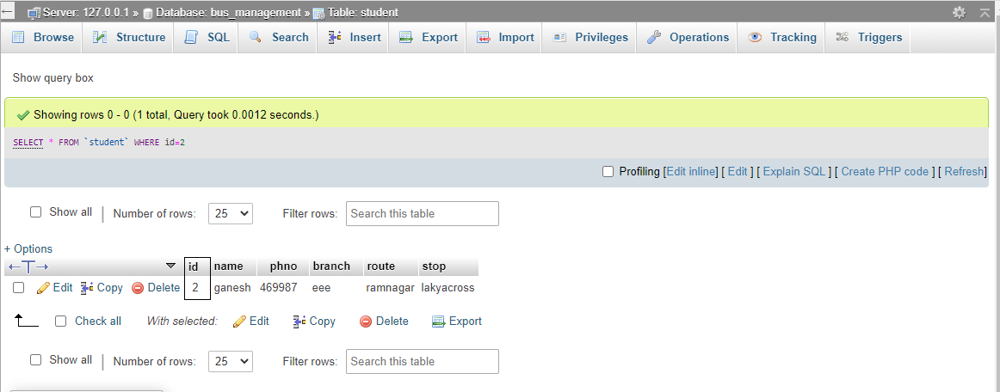 Server: 127.0.0.1 » Database: bus_management » Table: student
Browse Structure SQL Search Insert Export Import Privileges Operations Tracking Triggers
Show query box
Showing rows 0 - 0 (1 total, Query took 0.0012 seconds.)
SELECT * FROM `student` WHERE id=2
Profiling [Edit inline] [ Edit ] [ Explain SQL ] [ Create PHP code ] [ Refresh]
Show all | Number of rows: 25 Filter rows: Search this table
+ Options
id name phno branch route stop
Edit Copy Delete 2 ganesh 469987 eee ramnagar lakyacross
Check all With selected: Edit Copy Delete Export
Show all | Number of rows: 25 Filter rows: Search this table